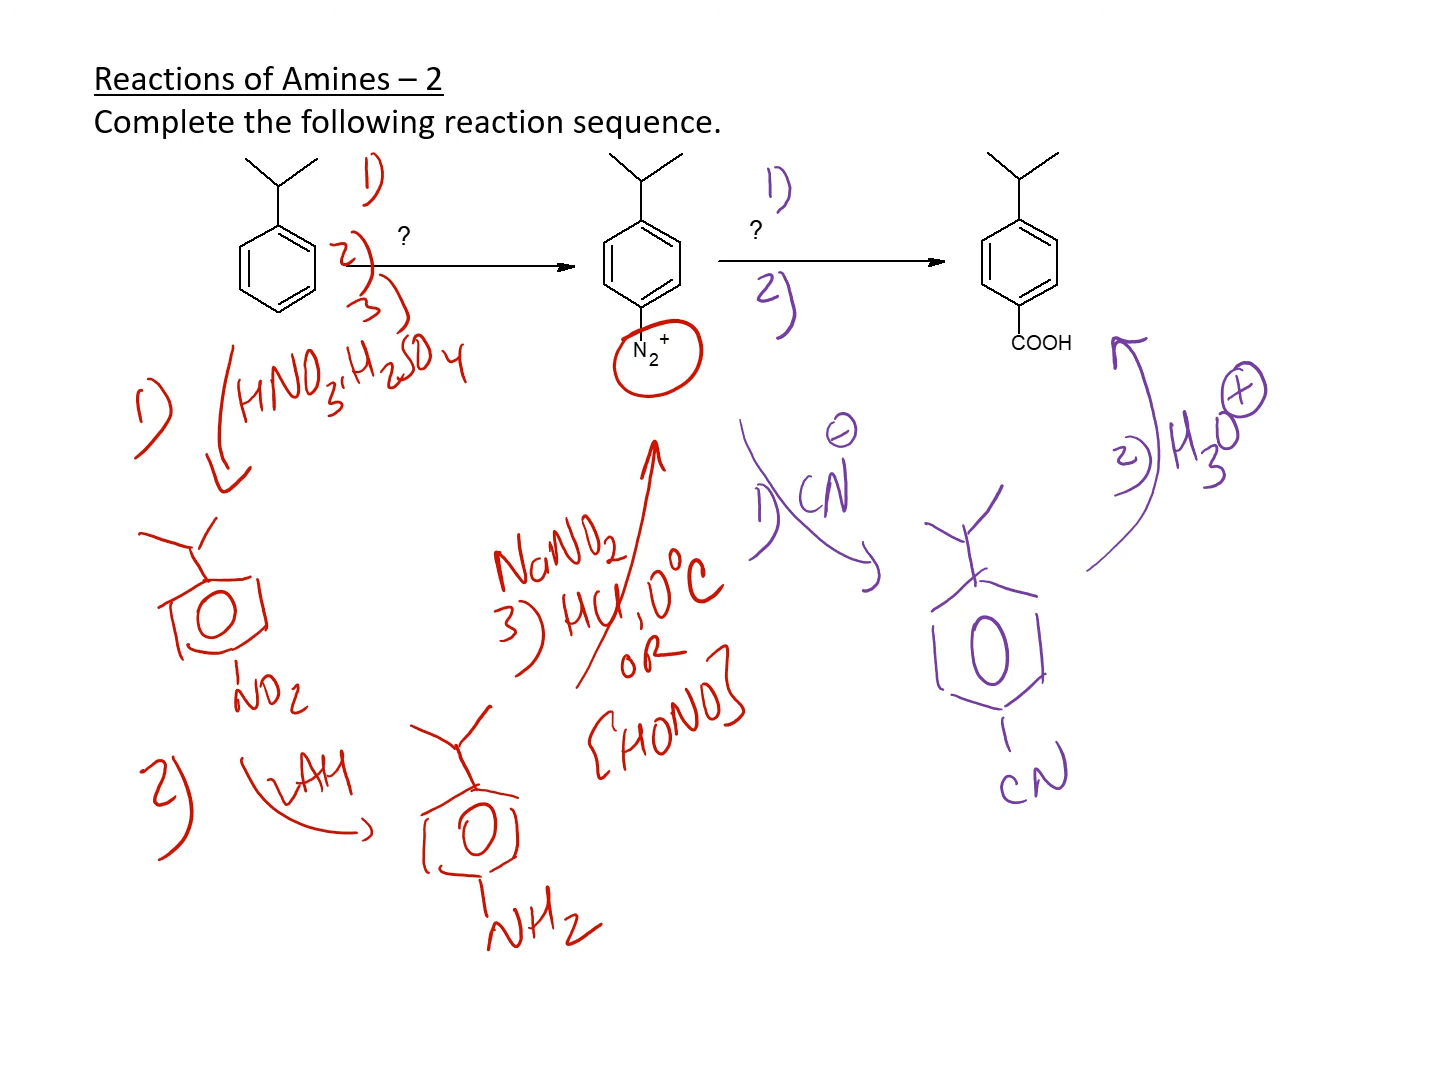 Reactions of Amines – 2
Complete the following reaction sequence.
1)
2)
3)
?
N2+
1)
?
2)
COOH
1) HNO3, H2SO4
NO2
2) LAH
NH2
NaNO2
3) HCl, 0°C
OR
[HONO]
1) CN⊖
CN
2) H3O⊕